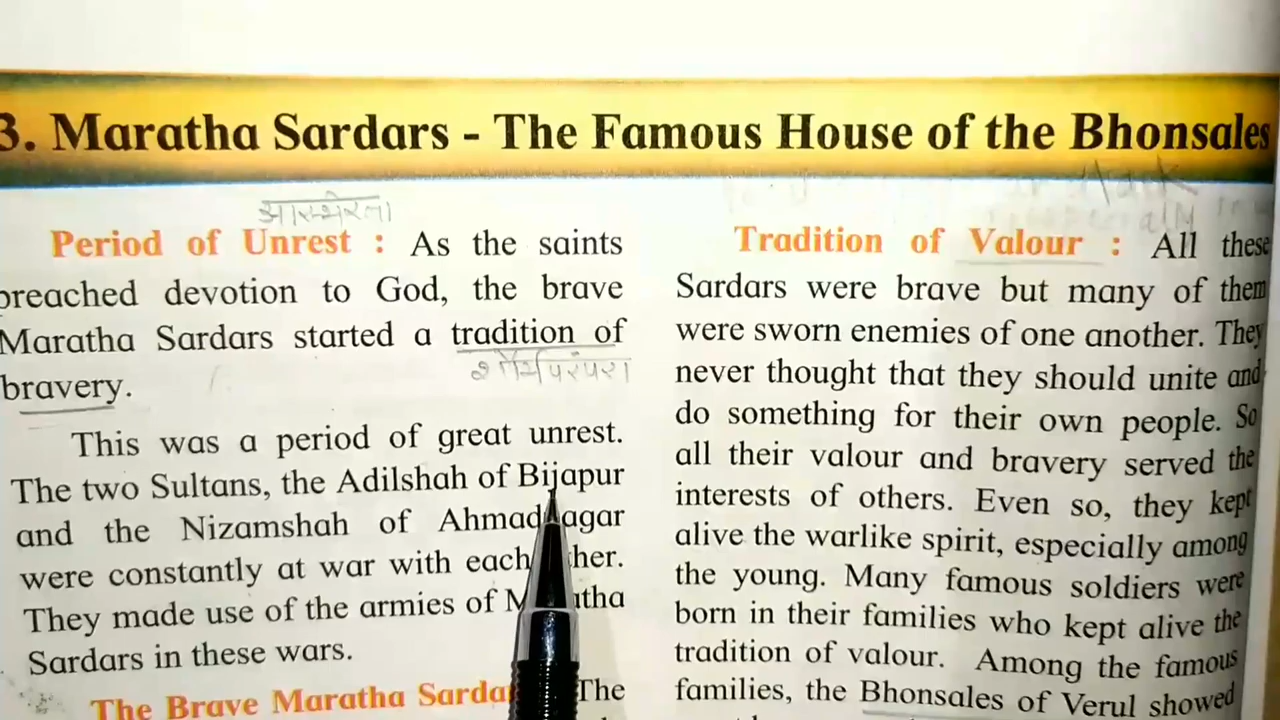 3. Maratha Sardars - The Famous House of the Bhonsales
Period of Unrest : As the saints
preached devotion to God, the brave
Maratha Sardars started a tradition of
शौर्यपरंपरा
bravery.
This was a period of great unrest.
The two Sultans, the Adilshah of Bijapur
and the Nizamshah of Ahmadnagar
were constantly at war with each other.
They made use of the armies of Maratha
Sardars in these wars.
The Brave Maratha Sardars The
Tradition of Valour : All these
Sardars were brave but many of them
were sworn enemies of one another. They
never thought that they should unite and
do something for their own people. So
all their valour and bravery served the
interests of others. Even so, they kept
alive the warlike spirit, especially among
the young. Many famous soldiers were
born in their families who kept alive the
tradition of valour. Among the famous
families, the Bhonsales of Verul showed